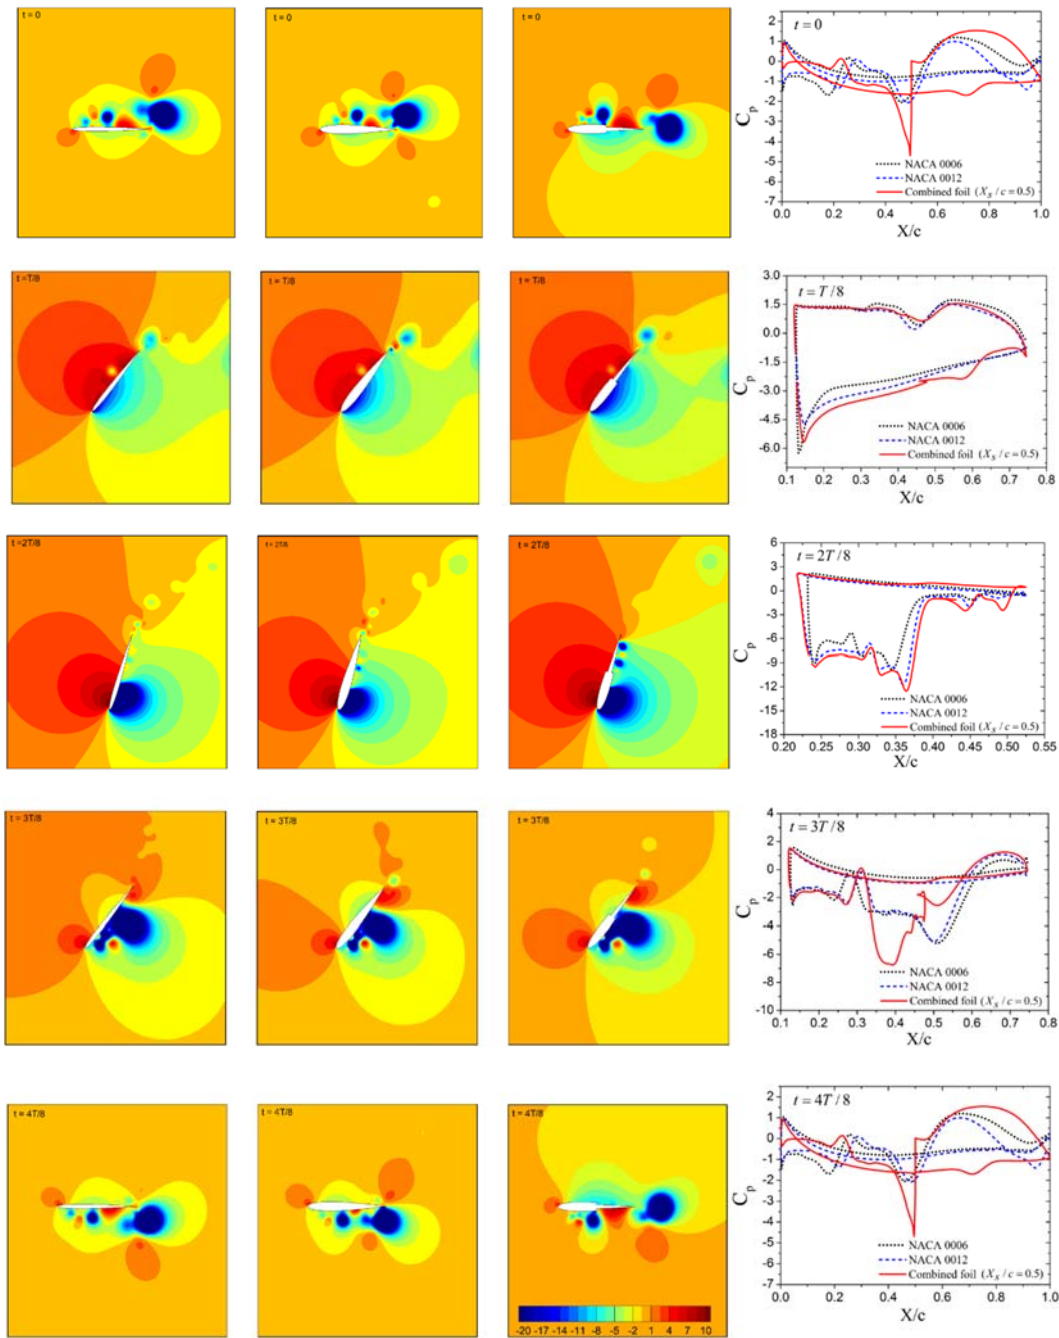 t = 0
t = 0
t = 0
t = 0
2
1
0
-1
-2
-3
-4
-5
-6
-7
C_p
NACA 0006
NACA 0012
Combined foil (X_S / c = 0.5)
0.0 0.2 0.4 0.6 0.8 1.0
X/c
t =T/8
t = T/8
t = T/8
t = T / 8
3.0
1.5
0.0
-1.5
-3.0
-4.5
-6.0
C_p
NACA 0006
NACA 0012
Combined foil (X_S / c = 0.5)
0.1 0.2 0.3 0.4 0.5 0.6 0.7 0.8
X/c
t =2T/8
t = 2T/8
t = 2T/8
t = 2T / 8
6
3
0
-3
-6
-9
-12
-15
-18
C_p
NACA 0006
NACA 0012
Combined foil (X_S / c = 0.5)
0.20 0.25 0.30 0.35 0.40 0.45 0.50 0.55
X/c
t = 3T/8
t = 3T/8
t = 3T/8
t = 3T / 8
4
2
0
-2
-4
-6
-8
-10
C_p
NACA 0006
NACA 0012
Combined foil (X_S / c = 0.5)
0.1 0.2 0.3 0.4 0.5 0.6 0.7 0.8
X/c
t = 4T/8
t = 4T/8
t = 4T/8
t = 4T / 8
2
1
0
-1
-2
-3
-4
-5
-6
-7
C_p
NACA 0006
NACA 0012
Combined foil (X_S / c = 0.5)
0.0 0.2 0.4 0.6 0.8 1.0
X/c
-20 -17 -14 -11 -8 -5 -2 1 4 7 10